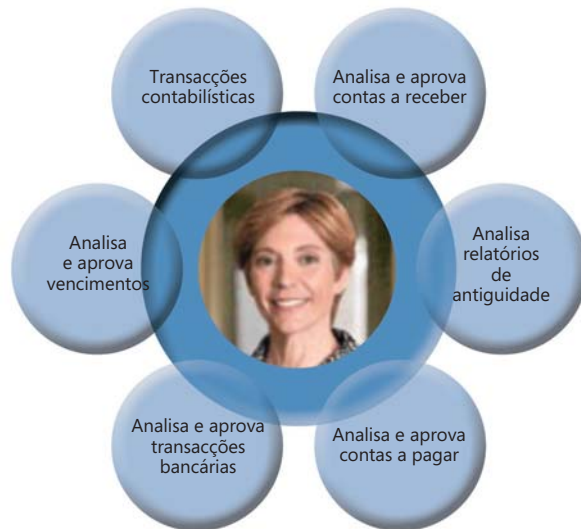 Transacções
contabilísticas
Analisa e aprova
contas a receber
Analisa
e aprova
vencimentos
Analisa
relatórios
de
antiguidade
Analisa e aprova
transacções
bancárias
Analisa e aprova
contas a pagar